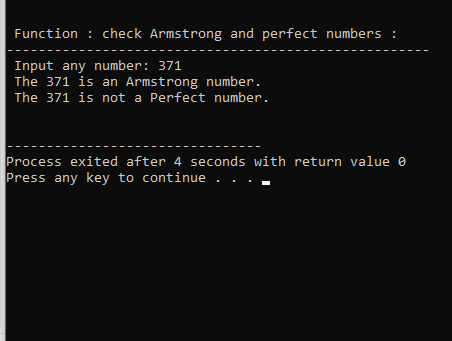 Function : check Armstrong and perfect numbers :
-----------------------------------------------------
Input any number: 371
The 371 is an Armstrong number.
The 371 is not a Perfect number.
--------------------------------
Process exited after 4 seconds with return value 0
Press any key to continue . . .